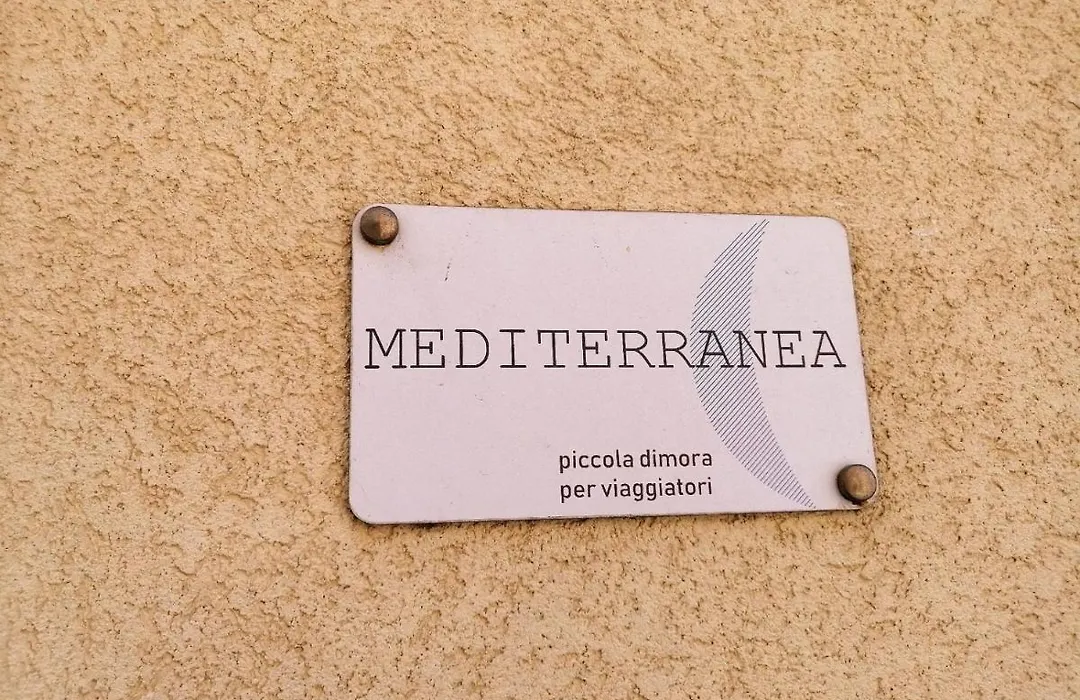 MEDITERRANEA
piccola dimora
per viaggiatori